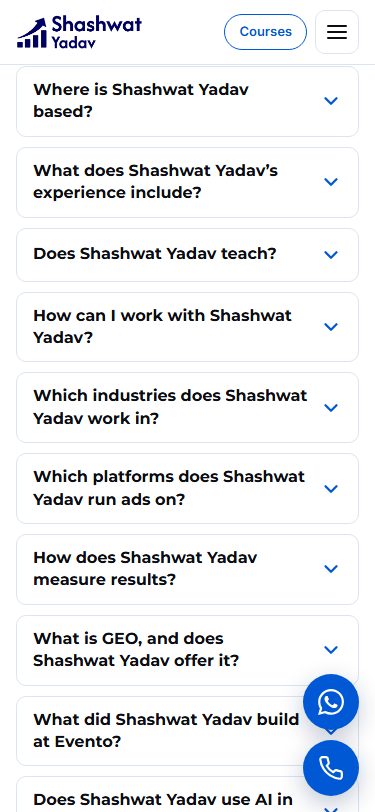 Shashwat
Yadav
Courses
Where is Shashwat Yadav
based?
What does Shashwat Yadav’s
experience include?
Does Shashwat Yadav teach?
How can I work with Shashwat
Yadav?
Which industries does Shashwat
Yadav work in?
Which platforms does Shashwat
Yadav run ads on?
How does Shashwat Yadav
measure results?
What is GEO, and does
Shashwat Yadav offer it?
What did Shashwat Yadav build
at Evento?
Does Shashwat Yadav use AI in